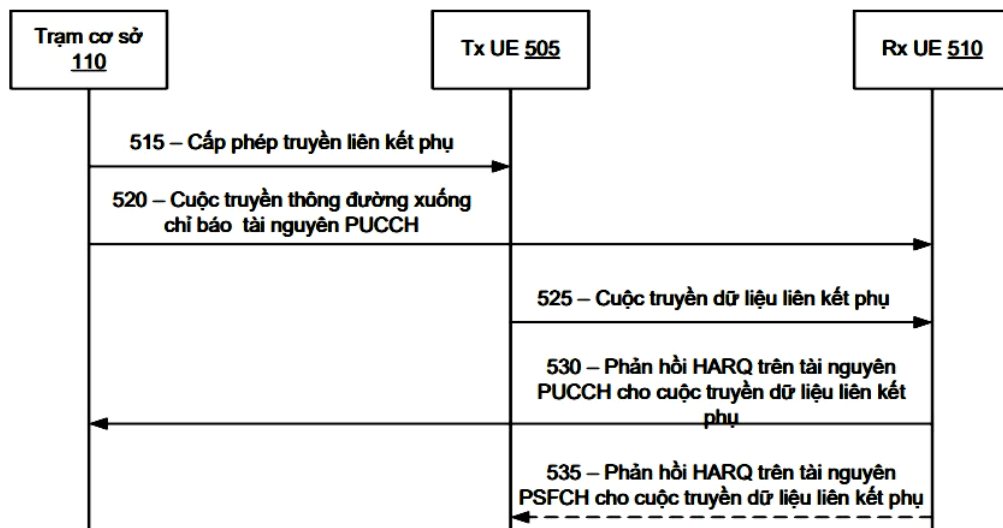 Trạm cơ sở
110
Tx UE 505
Rx UE 510
515 – Cấp phép truyền liên kết phụ
520 – Cuộc truyền thông đường xuống
chỉ báo tài nguyên PUCCH
525 – Cuộc truyền dữ liệu liên kết phụ
530 – Phản hồi HARQ trên tài nguyên
PUCCH cho cuộc truyền dữ liệu liên kết
phụ
535 – Phản hồi HARQ trên tài nguyên
PSFCH cho cuộc truyền dữ liệu liên kết phụ